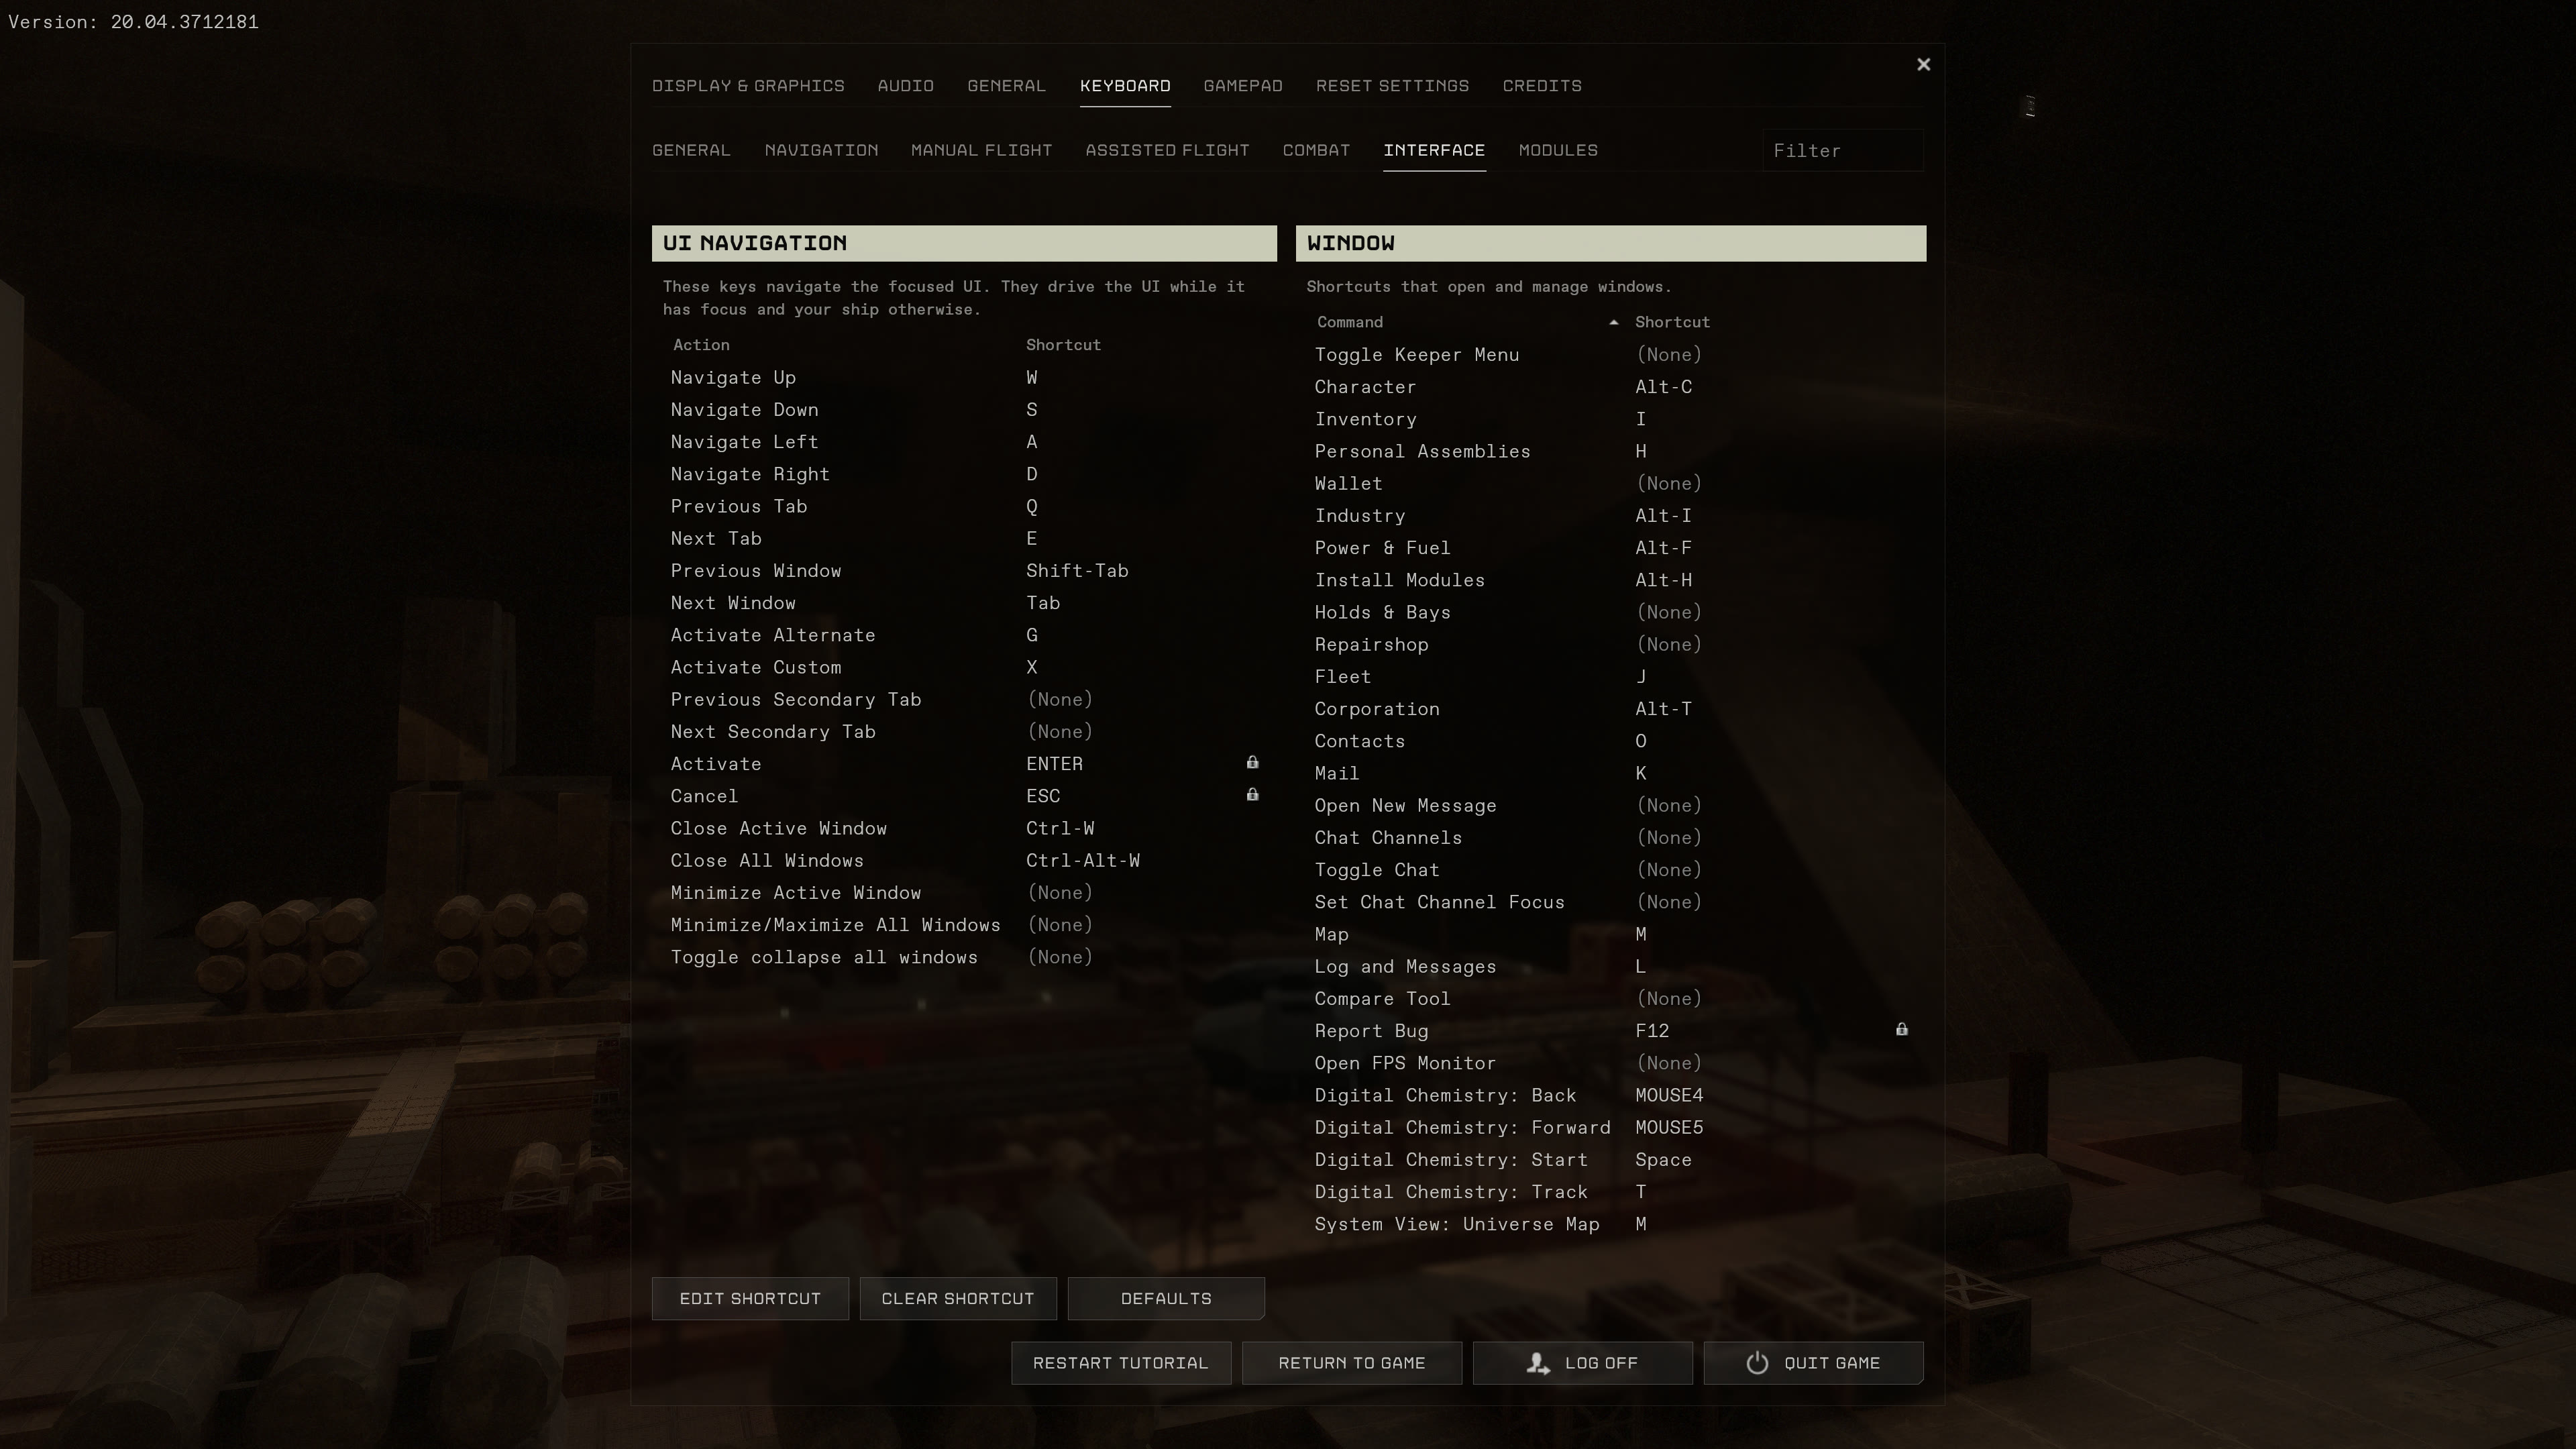 Version: 20.04.3712181
DISPLAY & GRAPHICS AUDIO GENERAL KEYBOARD GAMEPAD RESET SETTINGS CREDITS
GENERAL NAVIGATION MANUAL FLIGHT ASSISTED FLIGHT COMBAT INTERFACE MODULES Filter
UI NAVIGATION
These keys navigate the focused UI. They drive the UI while it
has focus and your ship otherwise.
Action Shortcut
Navigate Up W
Navigate Down S
Navigate Left A
Navigate Right D
Previous Tab Q
Next Tab E
Previous Window Shift-Tab
Next Window Tab
Activate Alternate G
Activate Custom X
Previous Secondary Tab (None)
Next Secondary Tab (None)
Activate ENTER
Cancel ESC
Close Active Window Ctrl-W
Close All Windows Ctrl-Alt-W
Minimize Active Window (None)
Minimize/Maximize All Windows (None)
Toggle collapse all windows (None)
WINDOW
Shortcuts that open and manage windows.
Command Shortcut
Toggle Keeper Menu (None)
Character Alt-C
Inventory I
Personal Assemblies H
Wallet (None)
Industry Alt-I
Power & Fuel Alt-F
Install Modules Alt-H
Holds & Bays (None)
Repairshop (None)
Fleet J
Corporation Alt-T
Contacts O
Mail K
Open New Message (None)
Chat Channels (None)
Toggle Chat (None)
Set Chat Channel Focus (None)
Map M
Log and Messages L
Compare Tool (None)
Report Bug F12
Open FPS Monitor (None)
Digital Chemistry: Back MOUSE4
Digital Chemistry: Forward MOUSE5
Digital Chemistry: Start Space
Digital Chemistry: Track T
System View: Universe Map M
EDIT SHORTCUT CLEAR SHORTCUT DEFAULTS
RESTART TUTORIAL RETURN TO GAME LOG OFF QUIT GAME